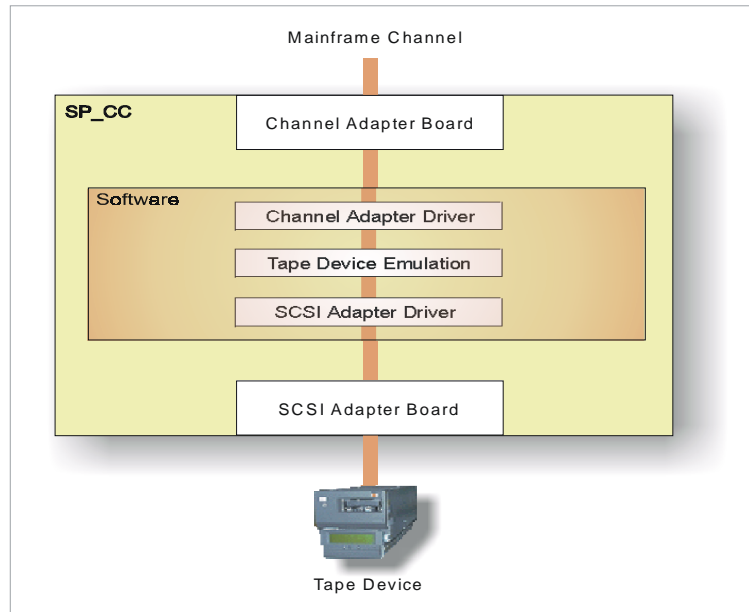 Mainframe Channel
SP_CC
Channel Adapter Board
Software
Channel Adapter Driver
Tape Device Emulation
SCSI Adapter Driver
SCSI Adapter Board
Tape Device